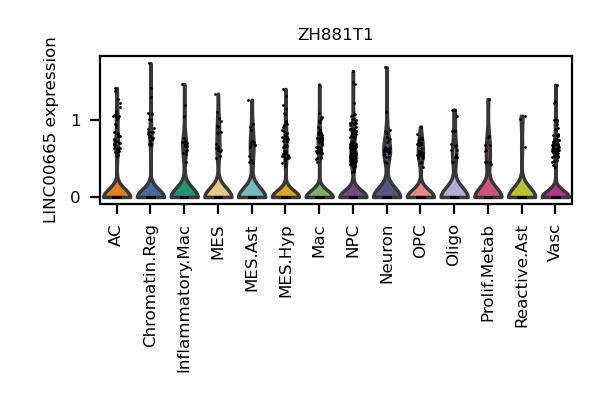 ZH881T1
LINC00665 expression
1
0
AC
Chromatin.Reg
Inflammatory.Mac
MES
MES.Ast
MES.Hyp
Mac
NPC
Neuron
OPC
Oligo
Prolif.Metab
Reactive.Ast
Vasc